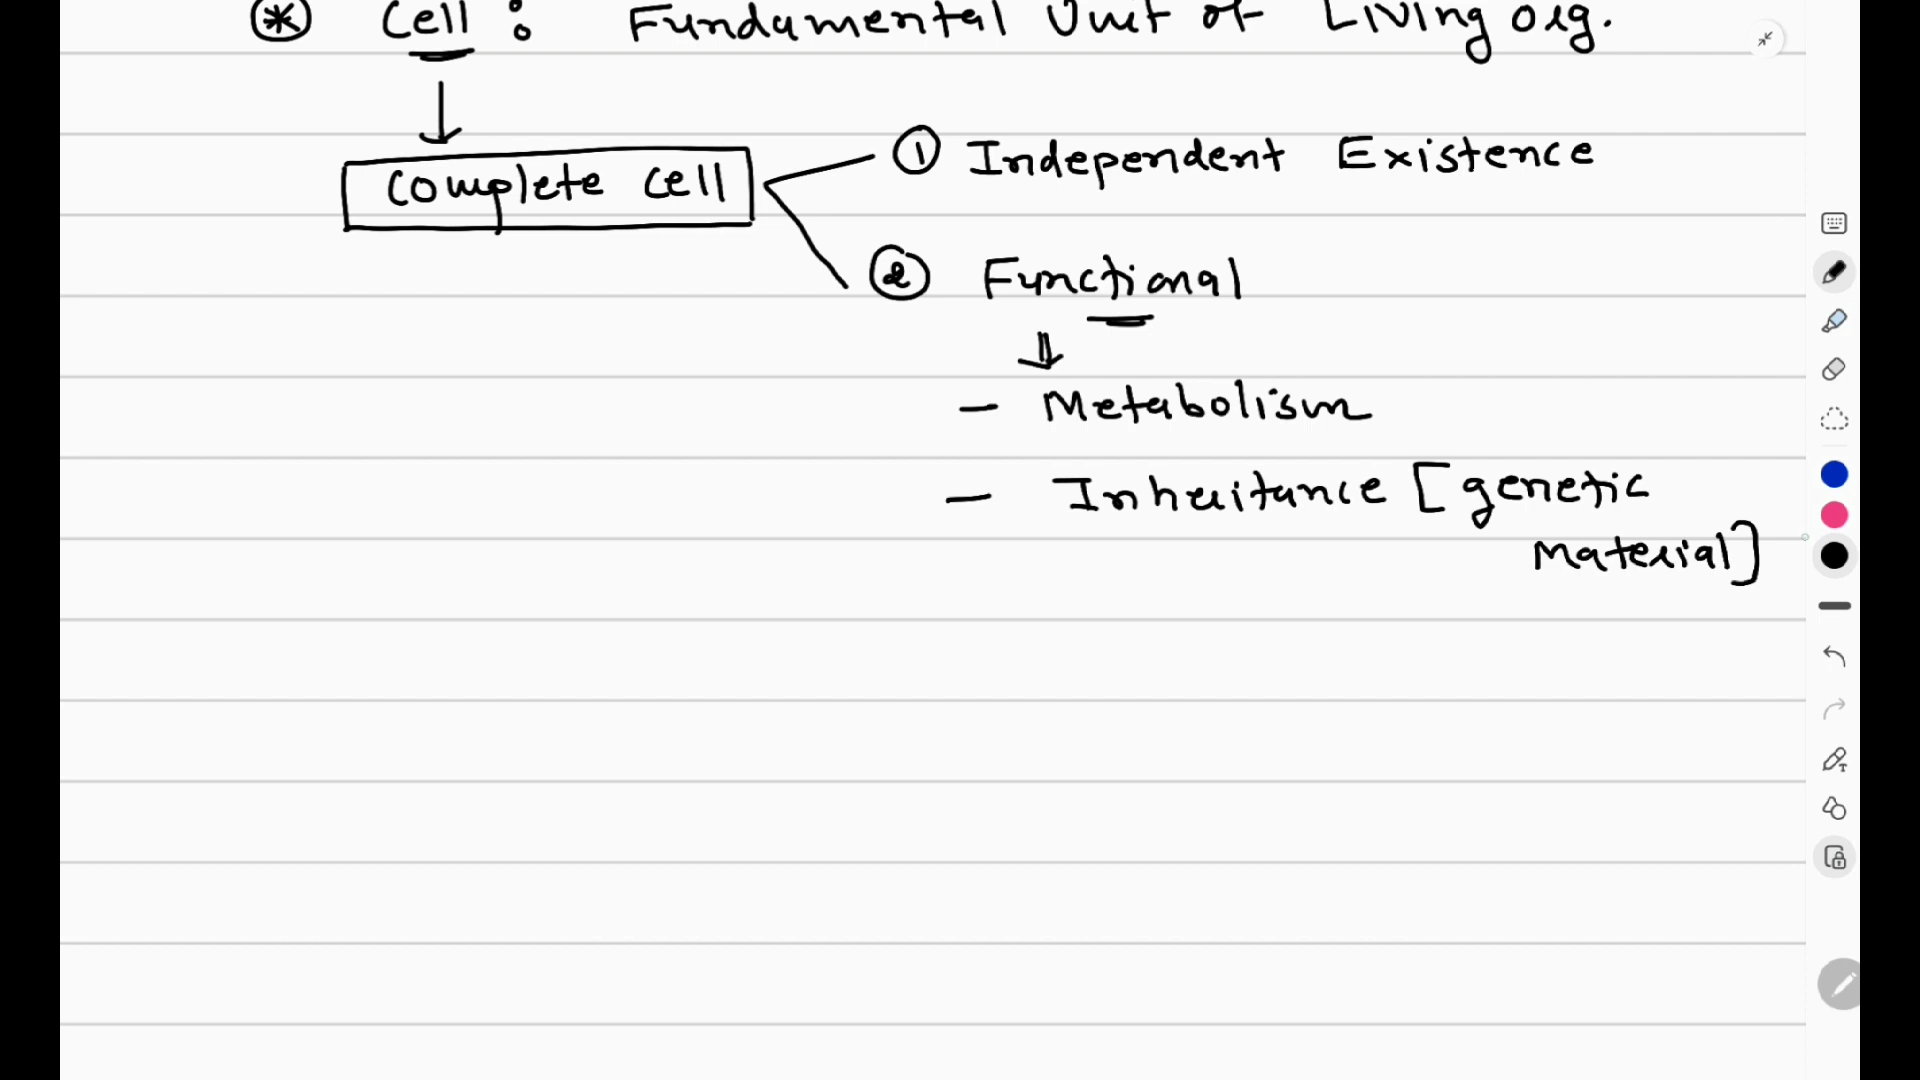 * Cell : Fundamental Unit of Living org.
complete cell
① Independent Existence
② Functional
- Metabolism
- Inheritance [genetic
material]